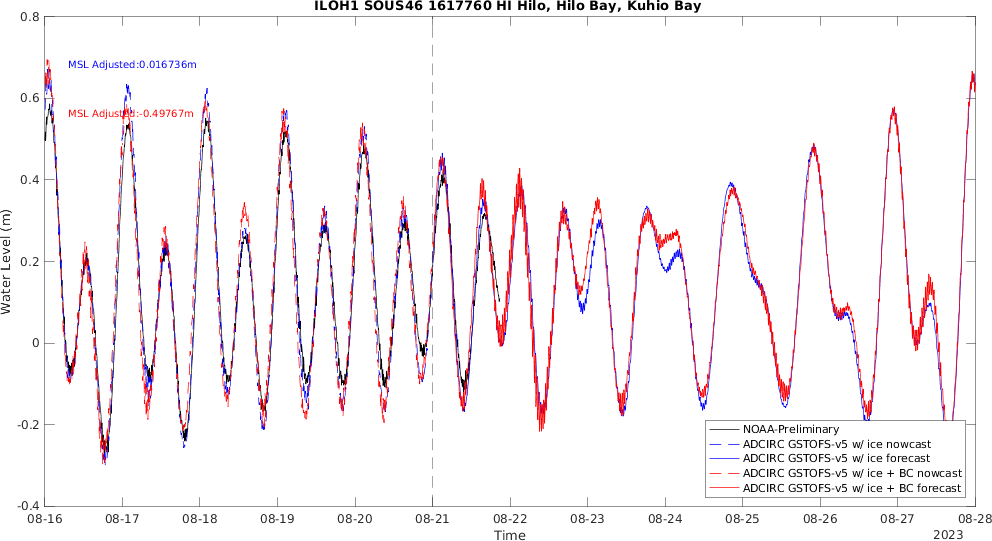 ILOH1 SOUS46 1617760 HI Hilo, Hilo Bay, Kuhio Bay
0.8
MSL Adjusted:0.016736m
0.6
MSL Adjusted:-0.49767m
0.4
Water Level (m)
0.2
0
-0.2
NOAA-Preliminary
ADCIRC GSTOFS-v5 w/ ice nowcast
ADCIRC GSTOFS-v5 w/ ice forecast
ADCIRC GSTOFS-v5 w/ ice + BC nowcast
ADCIRC GSTOFS-v5 w/ ice + BC forecast
-0.4
08-16 08-17 08-18 08-19 08-20 08-21 08-22 08-23 08-24 08-25 08-26 08-27 08-28
Time
2023